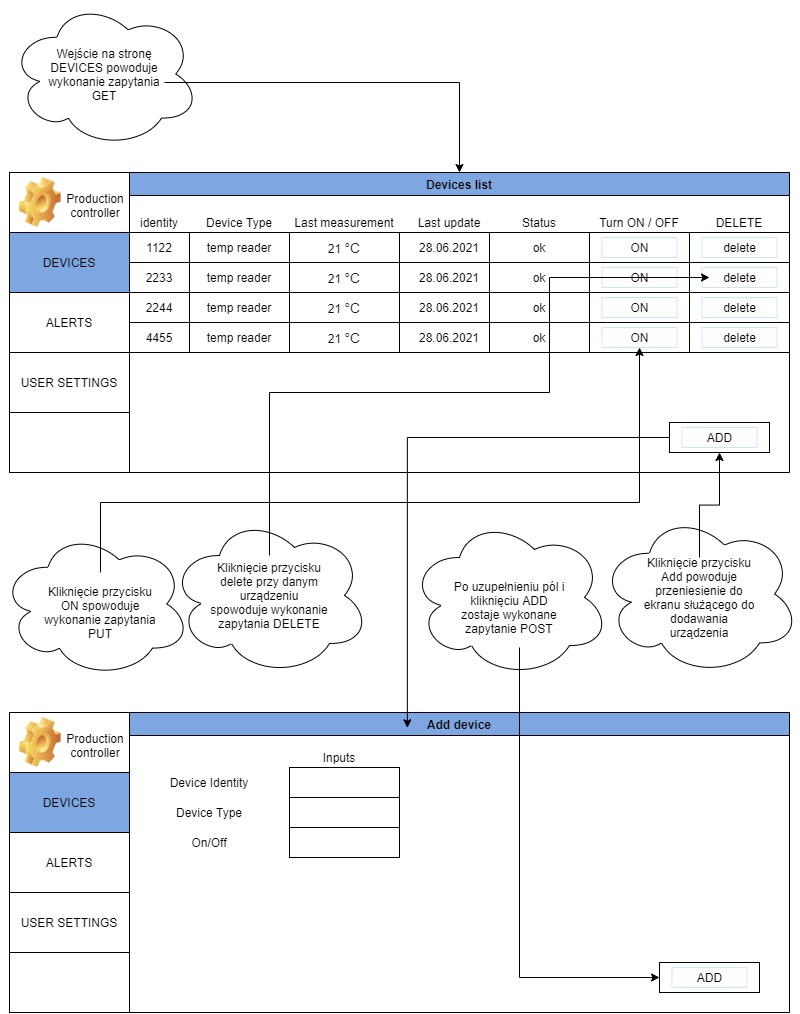 Wejście na stronę
DEVICES powoduje
wykonanie zapytania
GET
Production
controller
Devices list
identity Device Type Last measurement Last update Status Turn ON / OFF DELETE
DEVICES
1122 temp reader 21 °C 28.06.2021 ok ON delete
2233 temp reader 21 °C 28.06.2021 ok ON delete
ALERTS
2244 temp reader 21 °C 28.06.2021 ok ON delete
4455 temp reader 21 °C 28.06.2021 ok ON delete
USER SETTINGS
ADD
Kliknięcie przycisku
ON spowoduje
wykonanie zapytania
PUT
Kliknięcie przycisku
delete przy danym
urządzeniu
spowoduje wykonanie
zapytania DELETE
Po uzupełnieniu pól i
kliknięciu ADD
zostaje wykonane
zapytanie POST
Kliknięcie przycisku
Add powoduje
przeniesienie do
ekranu służącego do
dodawania
urządzenia
Production
controller
Add device
Inputs
DEVICES
Device Identity
Device Type
On/Off
ALERTS
USER SETTINGS
ADD